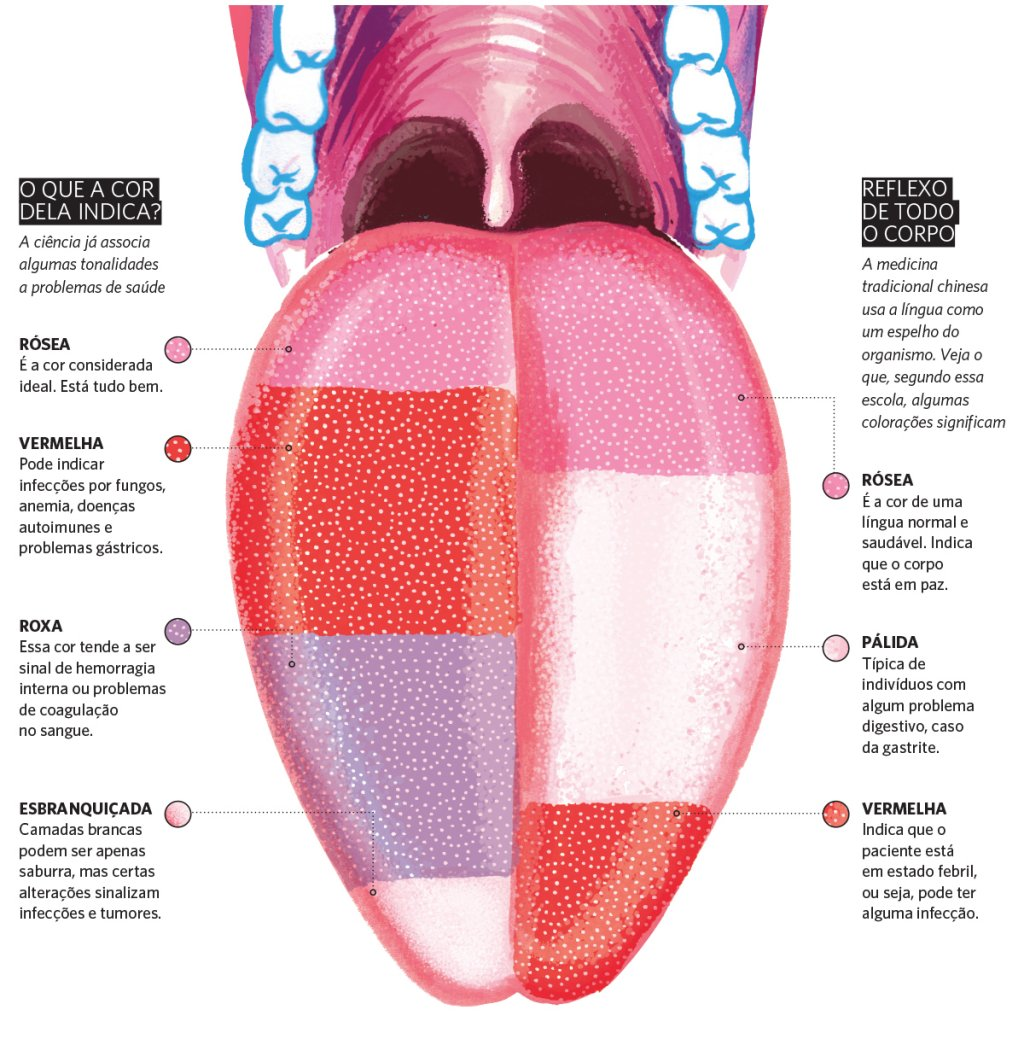 O QUE A COR
DELA INDICA?
A ciência já associa
algumas tonalidades
a problemas de saúde
RÓSEA
É a cor considerada
ideal. Está tudo bem.
VERMELHA
Pode indicar
infecções por fungos,
anemia, doenças
autoimunes e
problemas gástricos.
ROXA
Essa cor tende a ser
sinal de hemorragia
interna ou problemas
de coagulação
no sangue.
ESBRANQUIÇADA
Camadas brancas
podem ser apenas
saburra, mas certas
alterações sinalizam
infecções e tumores.
REFLEXO
DE TODO
O CORPO
A medicina
tradicional chinesa
usa a língua como
um espelho do
organismo. Veja o
que, segundo essa
escola, algumas
colorações significam
RÓSEA
É a cor de uma
língua normal e
saudável. Indica
que o corpo
está em paz.
PÁLIDA
Típica de
indivíduos com
algum problema
digestivo, caso
da gastrite.
VERMELHA
Indica que o
paciente está
em estado febril,
ou seja, pode ter
alguma infecção.